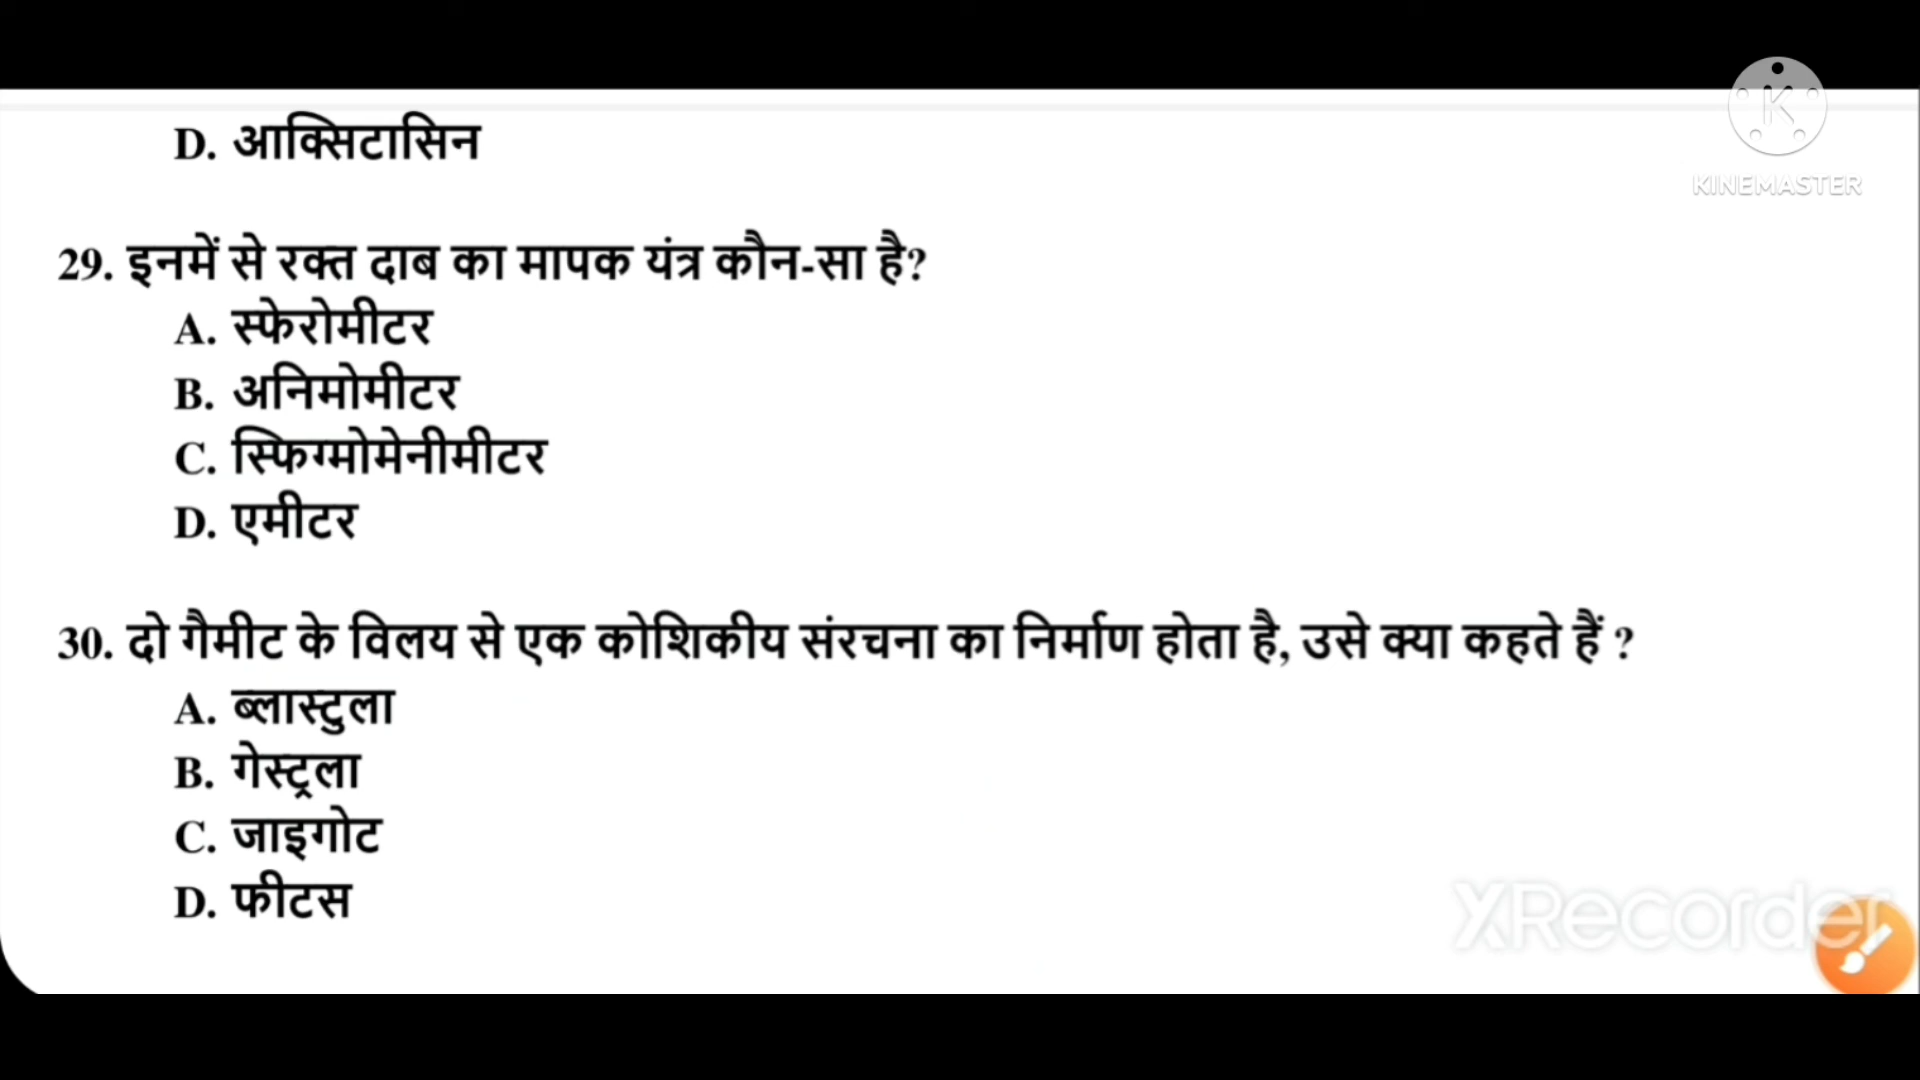 D. आक्सिटासिन
KINEMASTER
29. इनमें से रक्त दाब का मापक यंत्र कौन-सा है?
A. स्फेरोमीटर
B. अनिमोमीटर
C. स्फिग्मोमेनीमीटर
D. एमीटर
30. दो गैमीट के विलय से एक कोशिकीय संरचना का निर्माण होता है, उसे क्या कहते हैं ?
A. ब्लास्टुला
B. गेस्ट्रला
C. जाइगोट
D. फीटस
XRecorder